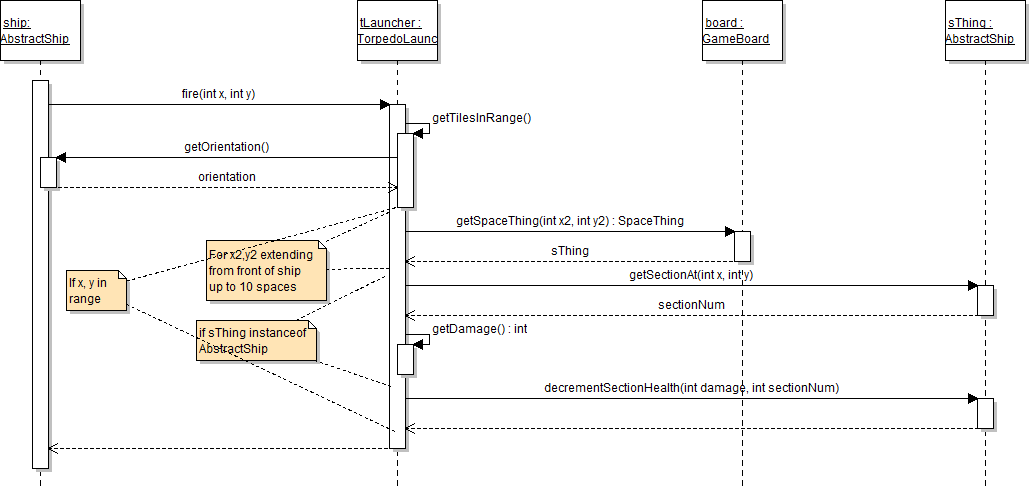 ship:
AbstractShip
tLauncher :
TorpedoLaunc
board :
GameBoard
sThing :
AbstractShip
fire(int x, int y)
getTilesInRange()
getOrientation()
orientation
getSpaceThing(int x2, int y2) : SpaceThing
sThing
For x2,y2 extending
from front of ship
up to 10 spaces
If x, y in
range
getSectionAt(int x, int y)
sectionNum
if sThing instanceof
AbstractShip
getDamage() : int
decrementSectionHealth(int damage, int sectionNum)